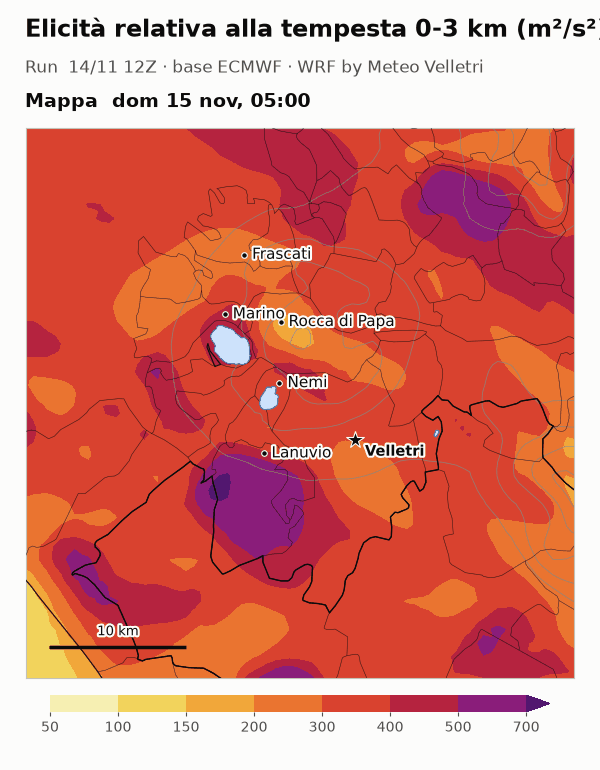 Elicità relativa alla tempesta 0-3 km (m²/s²)
Run 14/11 12Z · base ECMWF · WRF by Meteo Velletri
Mappa dom 15 nov, 05:00
Frascati
Marino
Rocca di Papa
Nemi
Velletri
Lanuvio
10 km
50 100 150 200 300 400 500 700